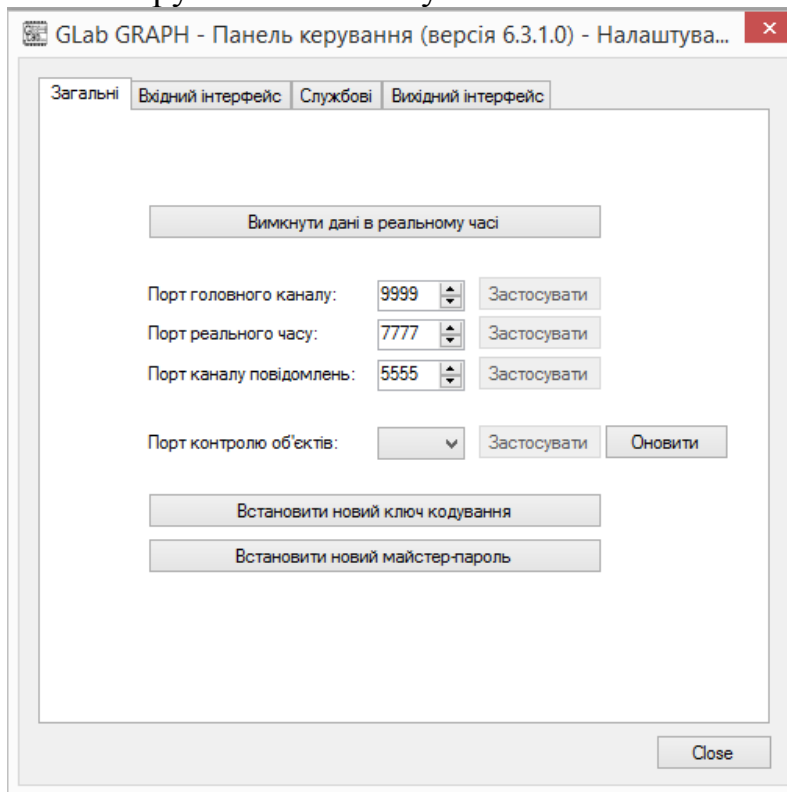 GLab GRAPH - Панель керування (версія 6.3.1.0) - Налаштува...
Загальні Вхідний інтерфейс Службові Вихідний інтерфейс
Вимкнути дані в реальному часі
Порт головного каналу: 9999 Застосувати
Порт реального часу: 7777 Застосувати
Порт каналу повідомлень: 5555 Застосувати
Порт контролю об'єктів: Застосувати Оновити
Встановити новий ключ кодування
Встановити новий майстер-пароль
Close